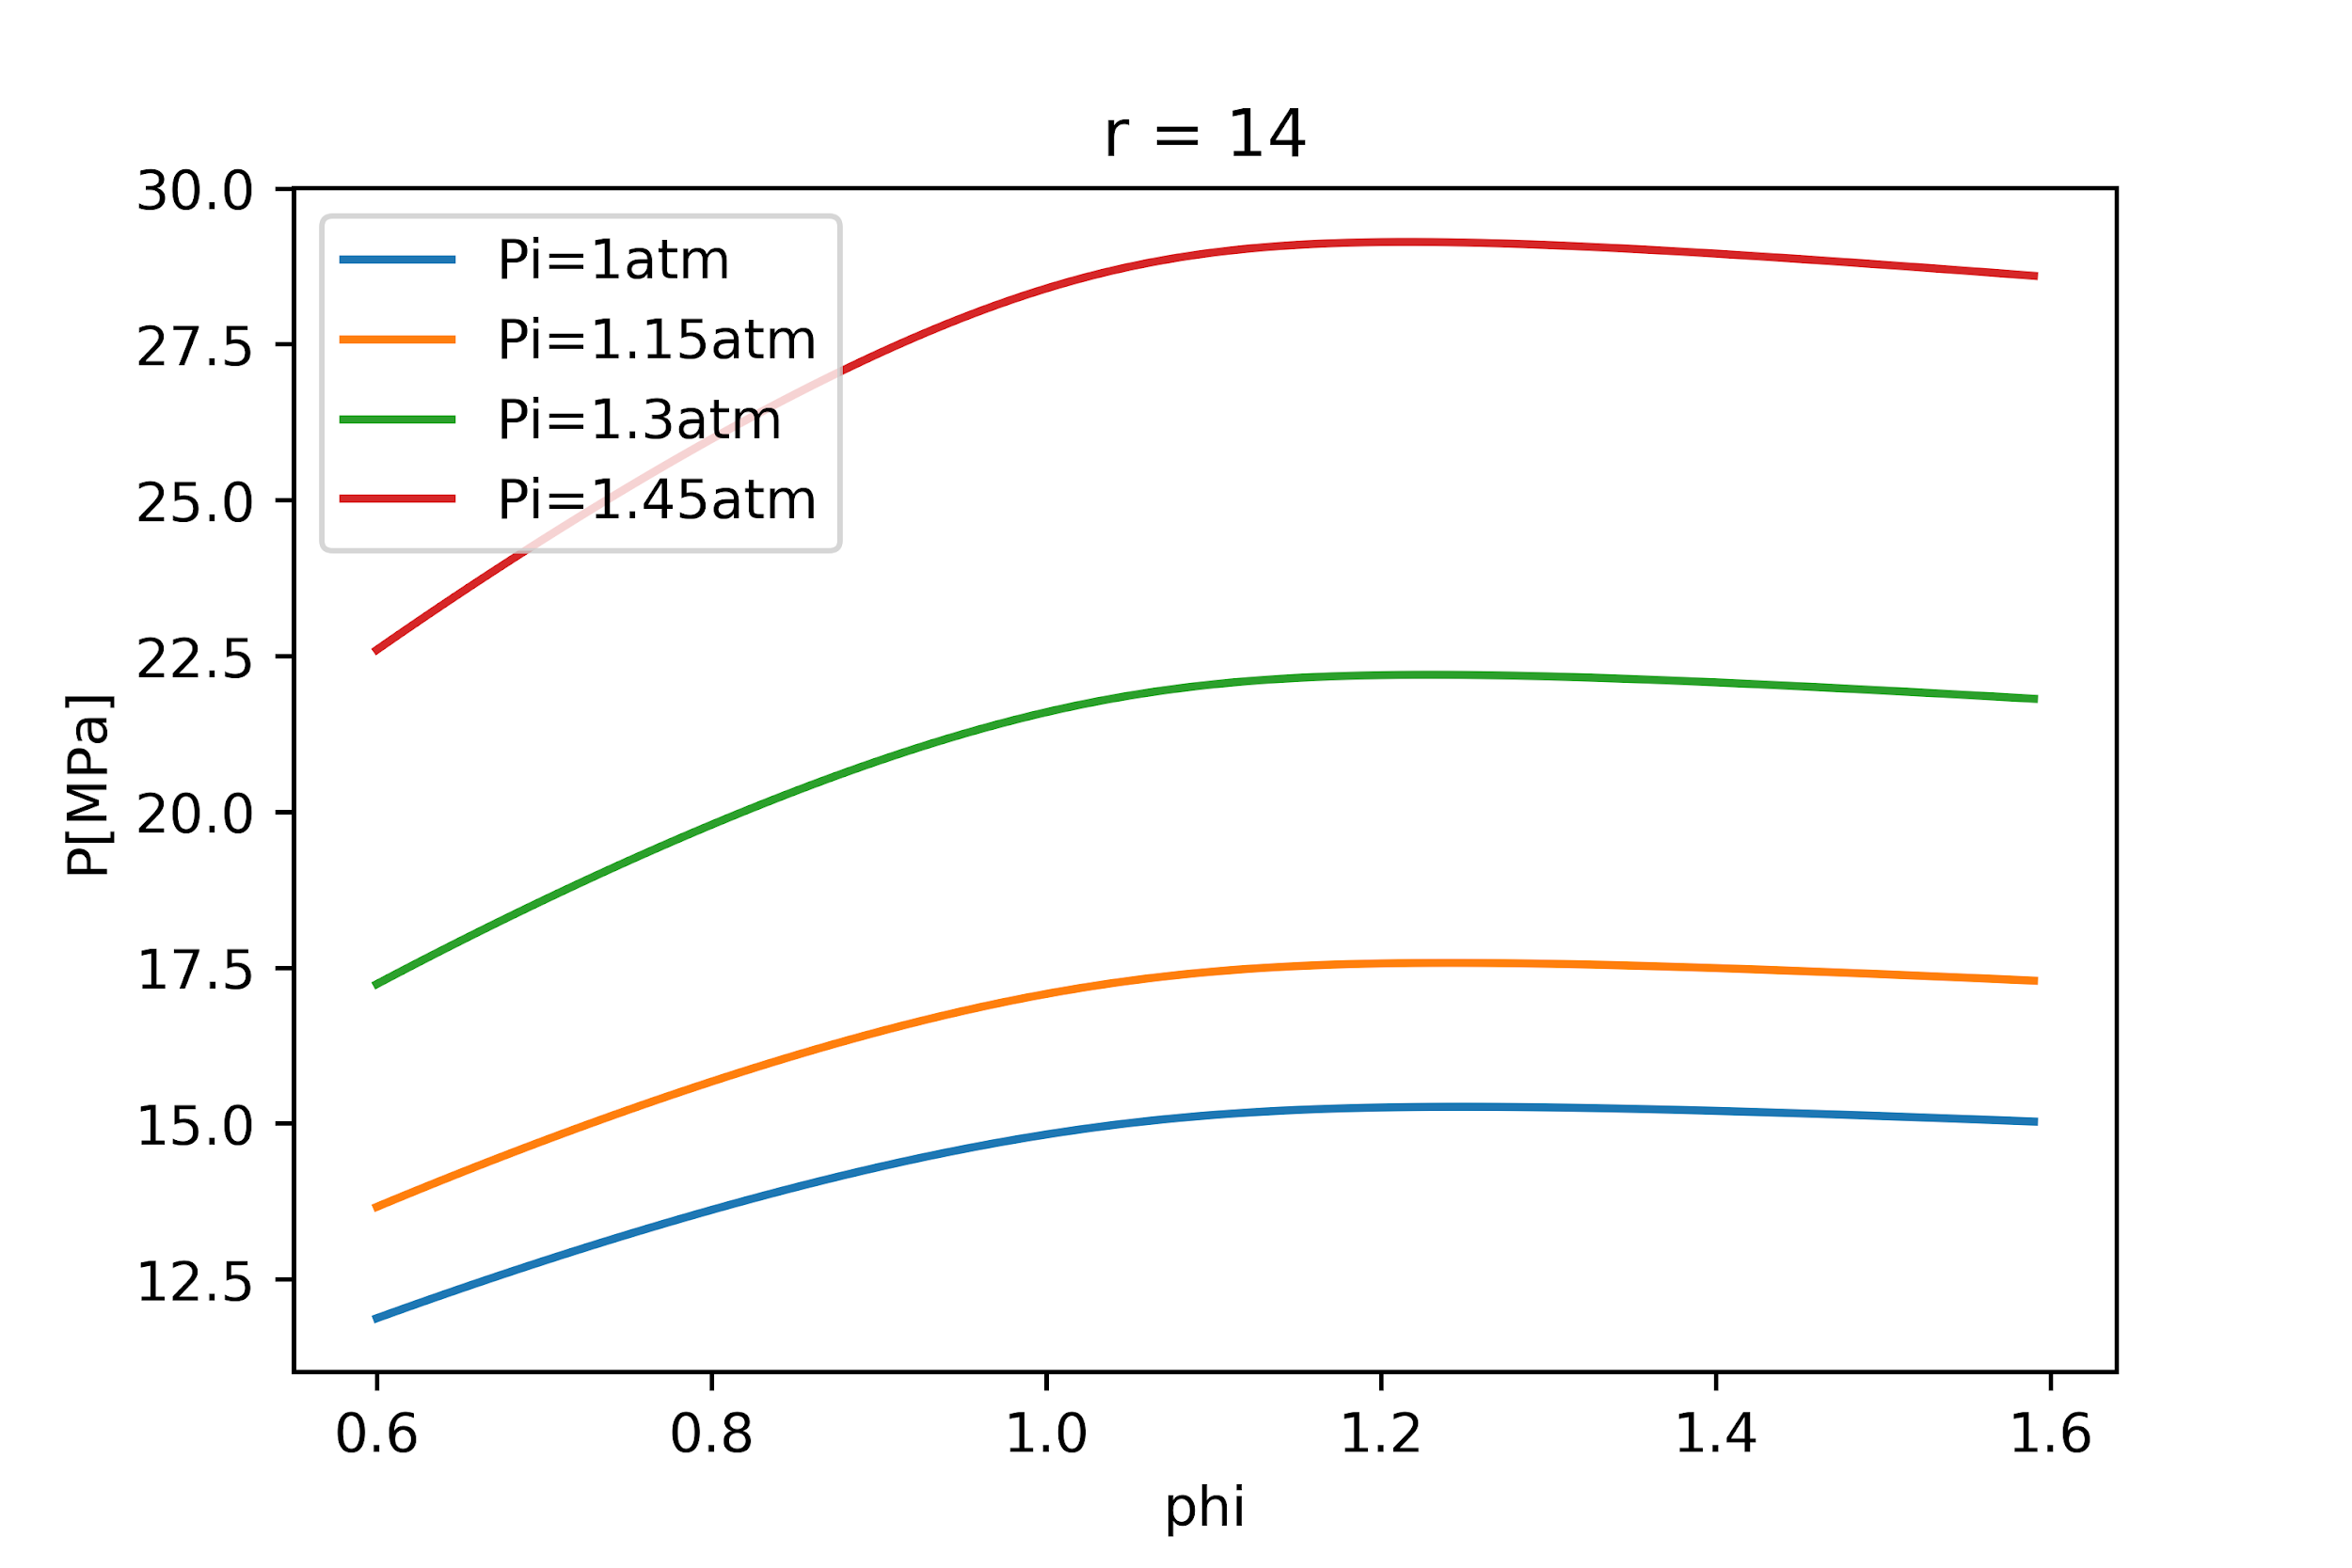 r = 14
30.0
27.5
25.0
22.5
20.0
17.5
15.0
12.5
P[MPa]
Pi=1atm
Pi=1.15atm
Pi=1.3atm
Pi=1.45atm
0.6 0.8 1.0 1.2 1.4 1.6
phi